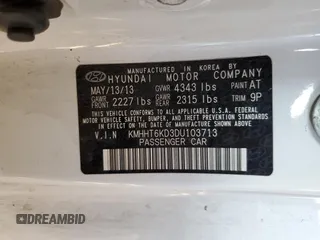 MANUFACTURED IN KOREA
HYUNDAI MOTOR COMPANY
MAY/13/13 GVWR 4343 lbs PAINT AT
GAWR FRONT 2227 lbs GAWR REAR 2315 lbs TRIM 9P
THIS VEHICLE CONFORMS TO ALL APPLICABLE U.S.A. FEDERAL
MOTOR VEHICLE SAFETY, BUMPER, AND THEFT PREVENTION
STANDARDS IN EFFECT ON THE DATE OF MANUFACTURE
SHOWN ABOVE.
V.I.N KMHHT6KD3DU103713
PASSENGER CAR
DREAMBID